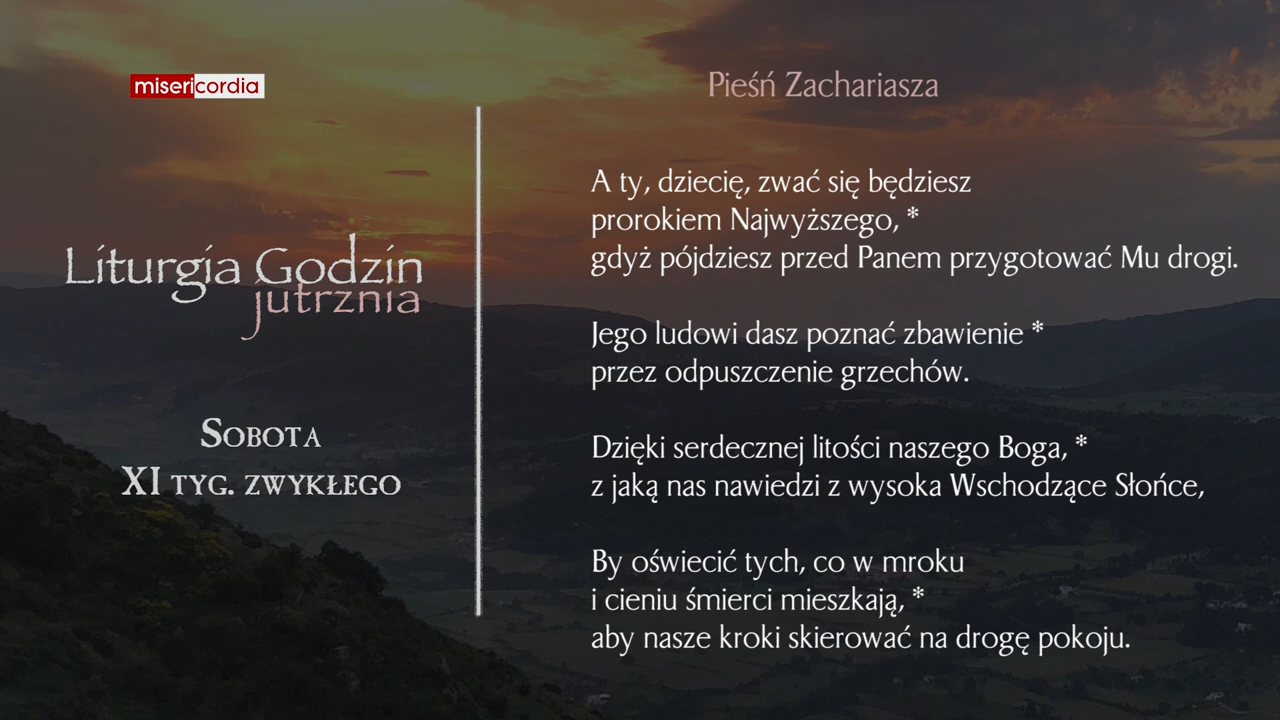 misericordia
Liturgia Godzin
jutrznia
Sobota
XI tyg. zwykłego
Pieśń Zachariasza
A ty, dziecię, zwać się będziesz
prorokiem Najwyższego, *
gdyż pójdziesz przed Panem przygotować Mu drogi.
Jego ludowi dasz poznać zbawienie *
przez odpuszczenie grzechów.
Dzięki serdecznej litości naszego Boga, *
z jaką nas nawiedzi z wysoka Wschodzące Słońce,
By oświecić tych, co w mroku
i cieniu śmierci mieszkają, *
aby nasze kroki skierować na drogę pokoju.